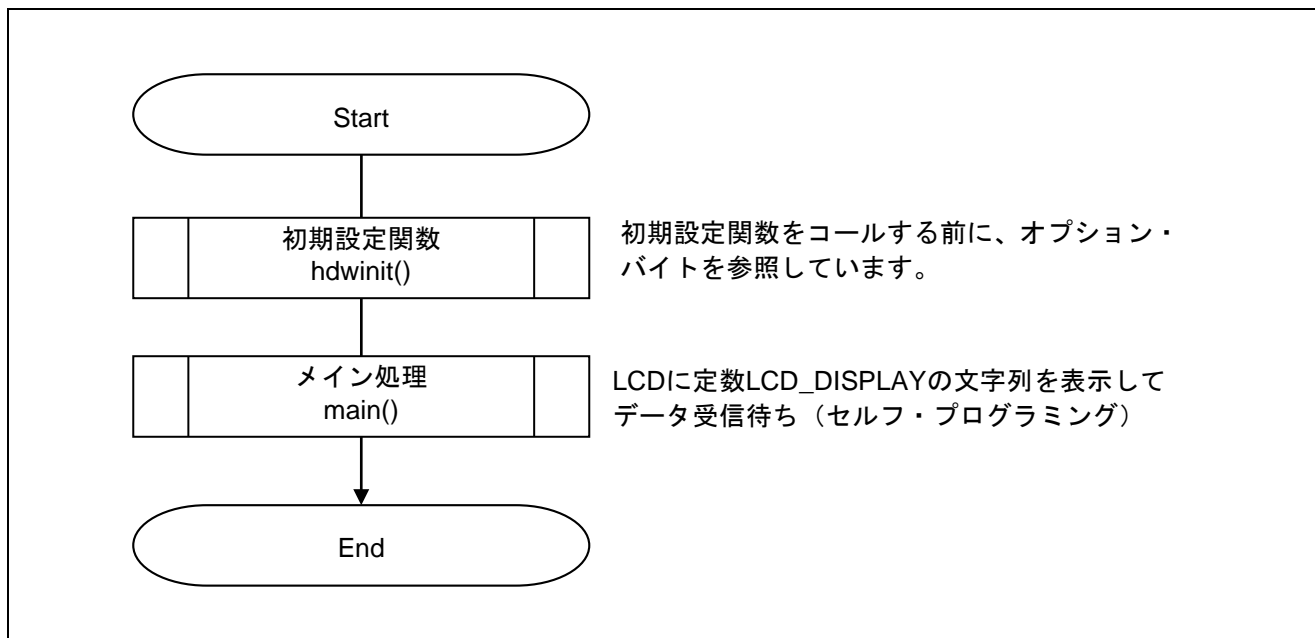 Start
初期設定関数
hdwinit()
初期設定関数をコールする前に、オプション・
バイトを参照しています。
メイン処理
main()
LCDに定数LCD_DISPLAYの文字列を表示して
データ受信待ち（セルフ・プログラミング）
End